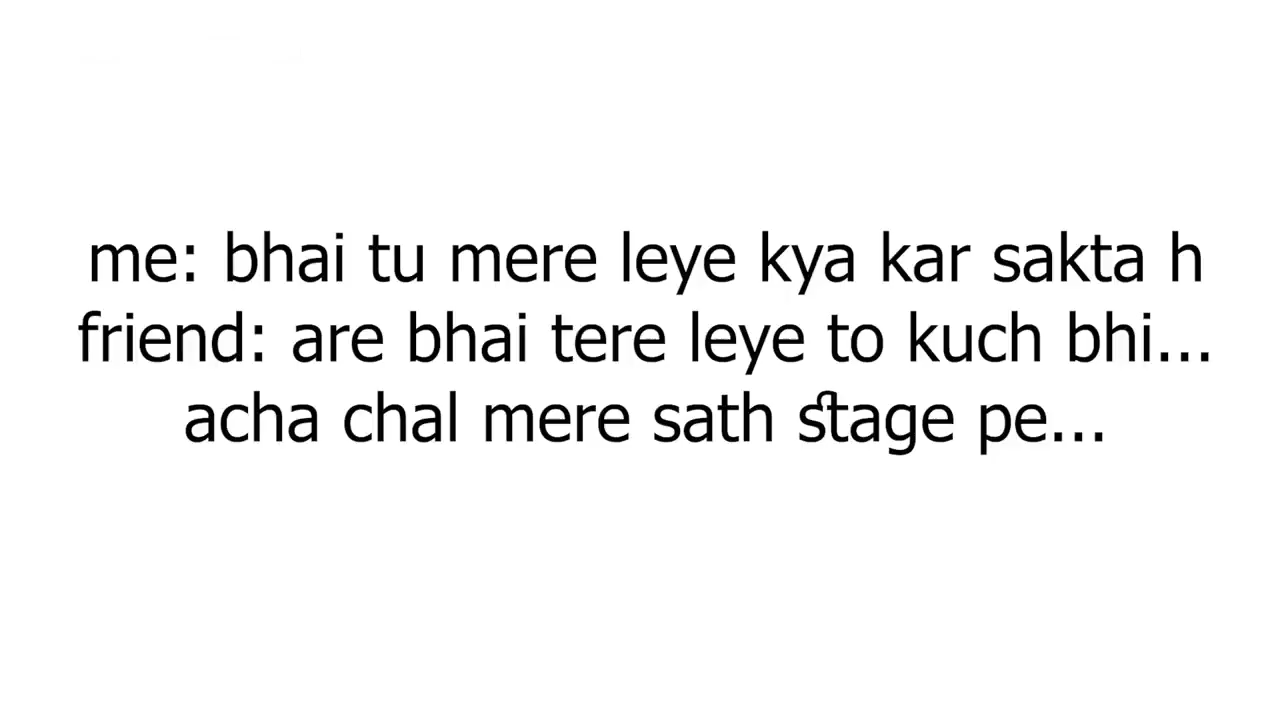 me: bhai tu mere leye kya kar sakta h
friend: are bhai tere leye to kuch bhi...
acha chal mere sath stage pe...